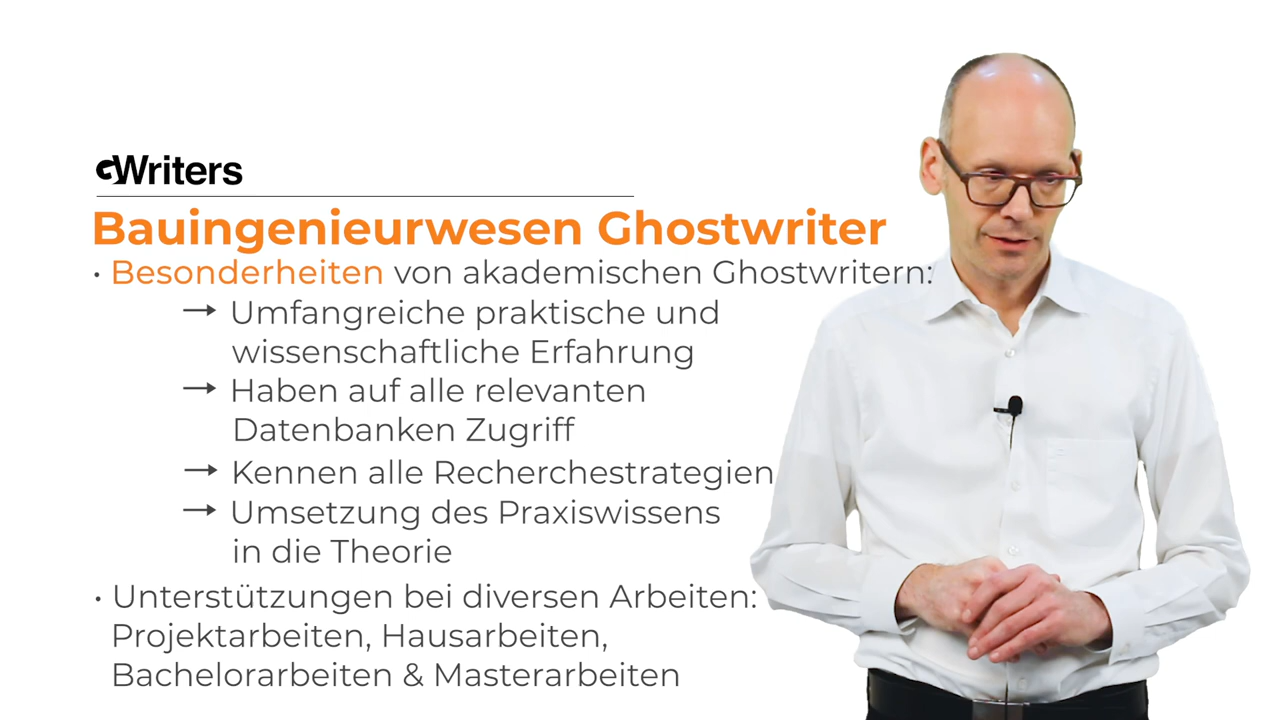 GWriters
Bauingenieurwesen Ghostwriter
• Besonderheiten von akademischen Ghostwritern:
→ Umfangreiche praktische und
wissenschaftliche Erfahrung
→ Haben auf alle relevanten
Datenbanken Zugriff
→ Kennen alle Recherchestrategien
→ Umsetzung des Praxiswissens
in die Theorie
• Unterstützungen bei diversen Arbeiten:
Projektarbeiten, Hausarbeiten,
Bachelorarbeiten & Masterarbeiten